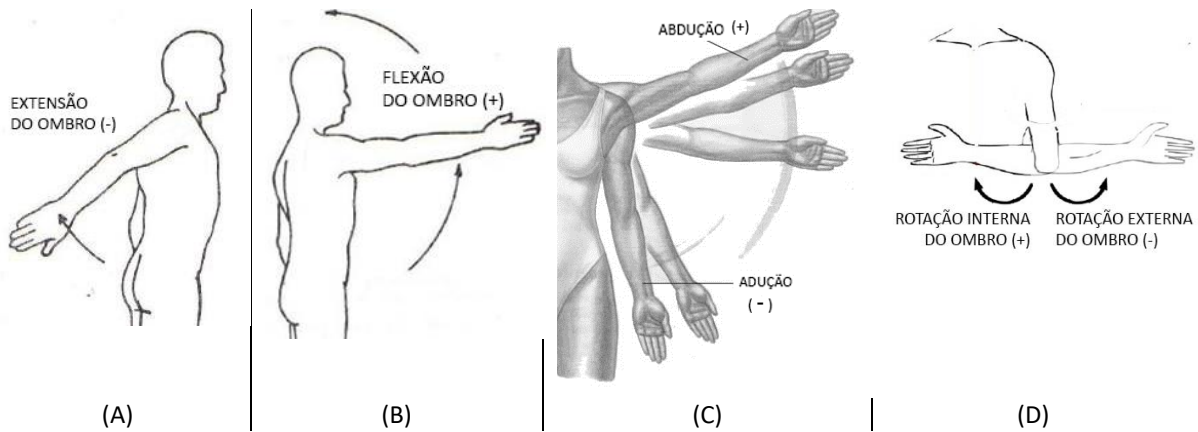 EXTENSÃO
DO OMBRO (-)
FLEXÃO
DO OMBRO (+)
ABDUÇÃO (+)
ADUÇÃO
( - )
ROTAÇÃO INTERNA
DO OMBRO (+)
ROTAÇÃO EXTERNA
DO OMBRO (-)
(A)
(B)
(C)
(D)